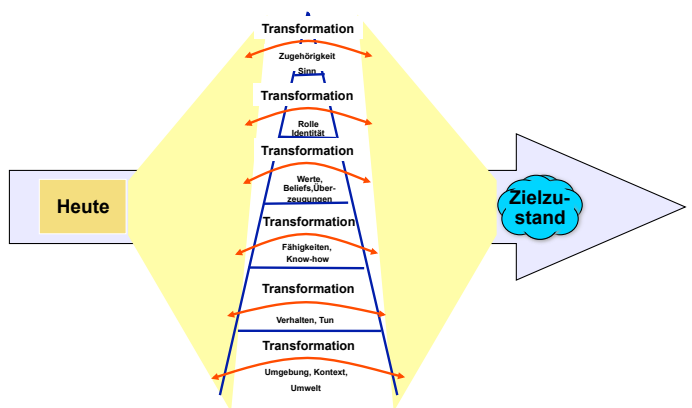 Transformation
Zugehörigkeit
Sinn
Transformation
Rolle
Identität
Transformation
Werte,
Beliefs,Über-
zeugungen
Heute
Zielzu-
stand
Transformation
Fähigkeiten,
Know-how
Transformation
Verhalten, Tun
Transformation
Umgebung, Kontext,
Umwelt